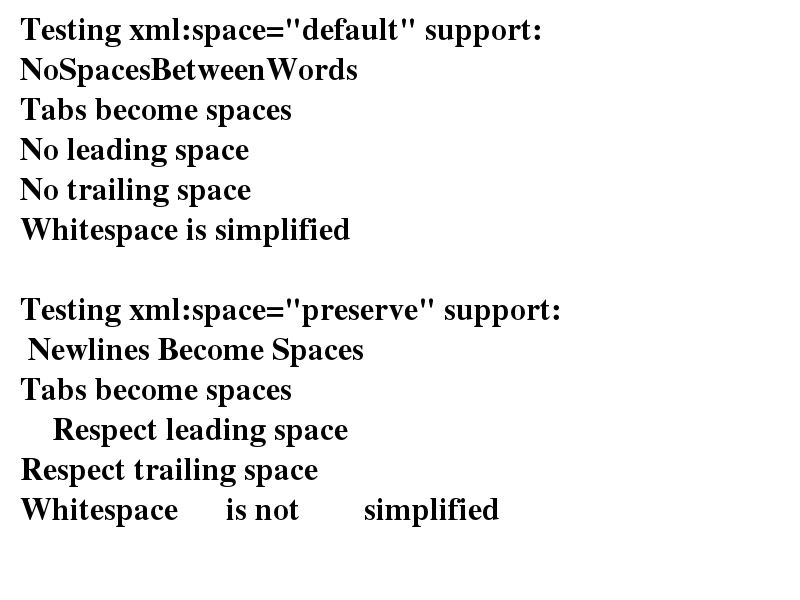 Testing xml:space="default" support:
NoSpacesBetweenWords
Tabs become spaces
No leading space
No trailing space
Whitespace is simplified
Testing xml:space="preserve" support:
 Newlines Become Spaces
Tabs become spaces
    Respect leading space
Respect trailing space
Whitespace      is not        simplified